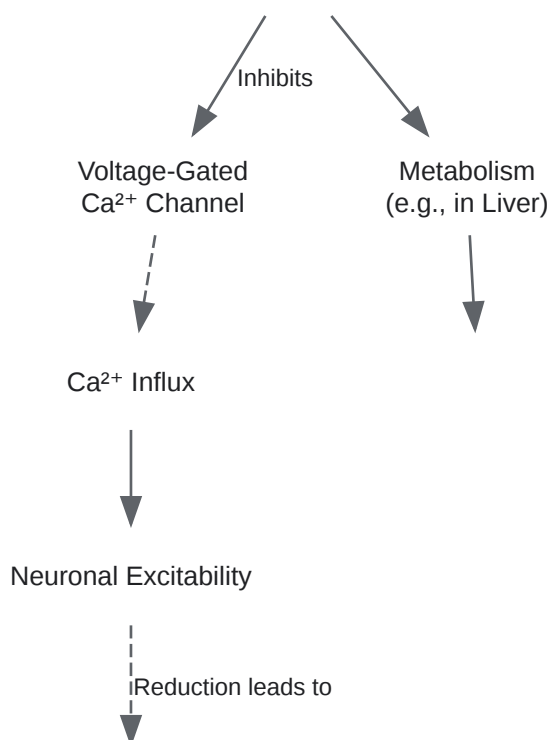 Inhibits
Voltage-Gated
Ca²⁺ Channel
Metabolism
(e.g., in Liver)
Ca²⁺ Influx
Neuronal Excitability
Reduction leads to